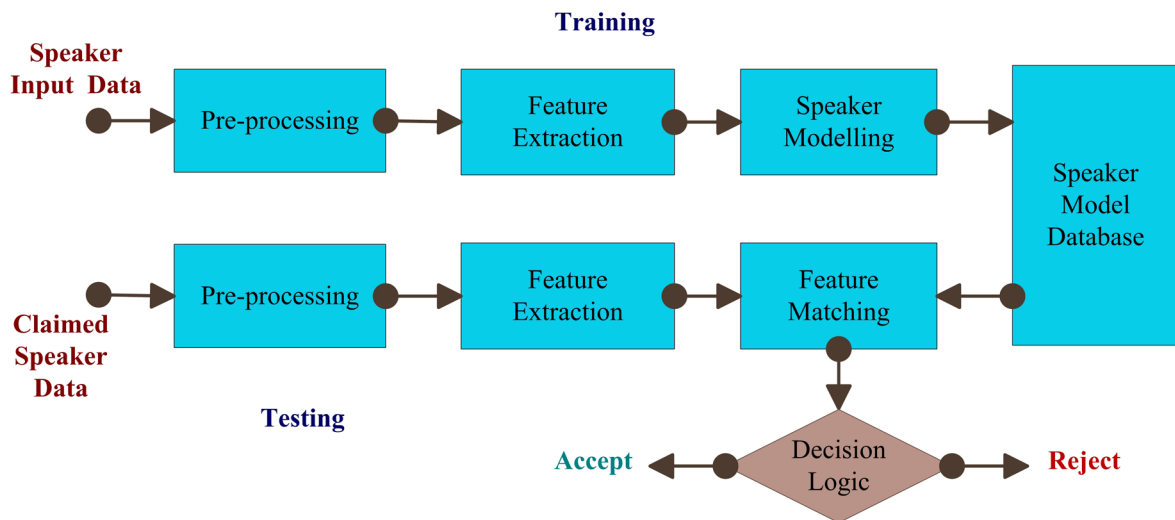 Training
Speaker
Input Data
Pre-processing
Feature
Extraction
Speaker
Modelling
Speaker
Model
Database
Pre-processing
Feature
Extraction
Feature
Matching
Claimed
Speaker
Data
Testing
Accept
Decision
Logic
Reject